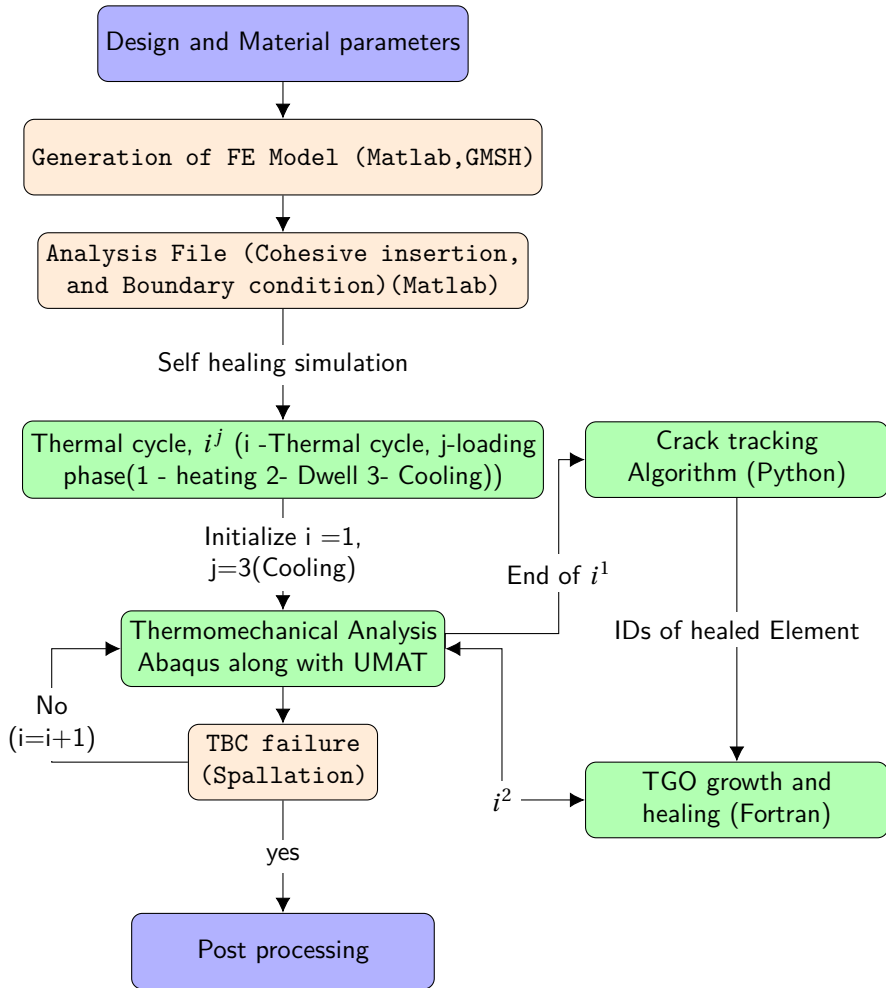 Design and Material parameters
Generation of FE Model (Matlab,GMSH)
Analysis File (Cohesive insertion,
and Boundary condition)(Matlab)
Self healing simulation
Thermal cycle, i^j (i -Thermal cycle, j-loading
phase(1 - heating 2- Dwell 3- Cooling))
Crack tracking
Algorithm (Python)
Initialize i =1,
j=3(Cooling)
End of i^1
IDs of healed Element
Thermomechanical Analysis
Abaqus along with UMAT
No
(i=i+1)
TBC failure
(Spallation)
i^2
TGO growth and
healing (Fortran)
yes
Post processing